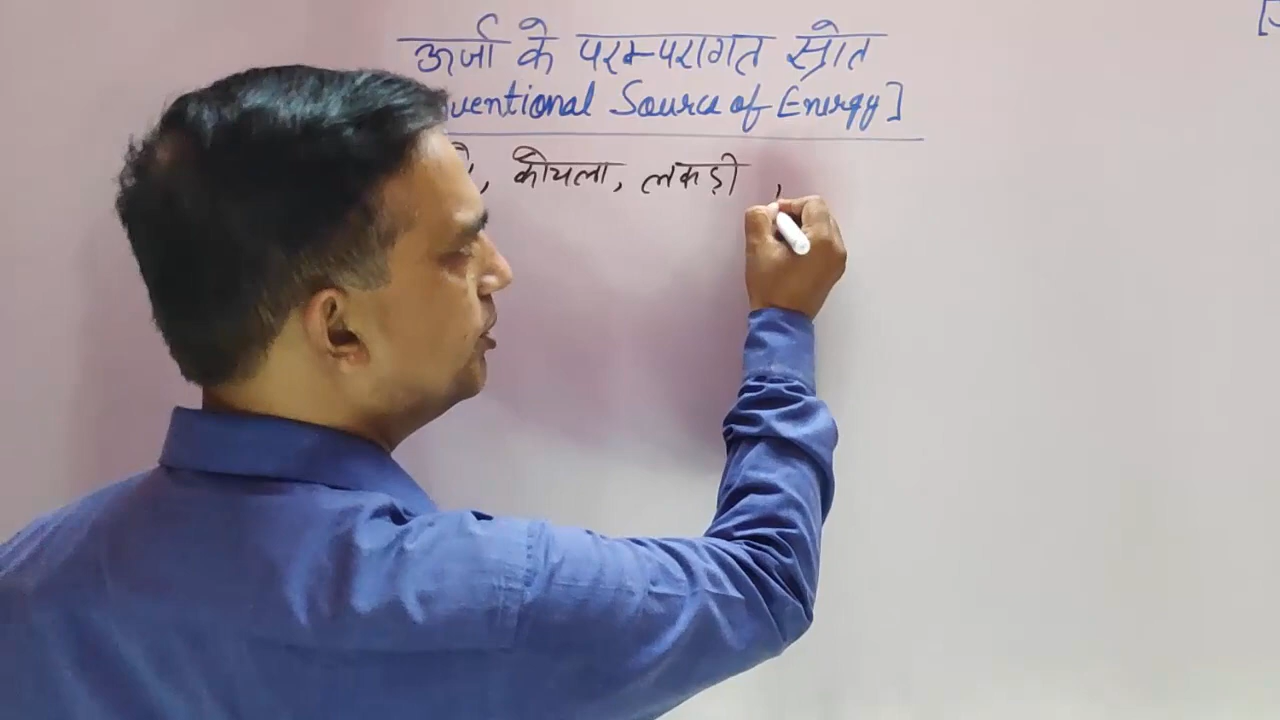 ऊर्जा के परम्परागत स्रोत
ventional Source of Energy]
, कोयला, लकड़ी ,